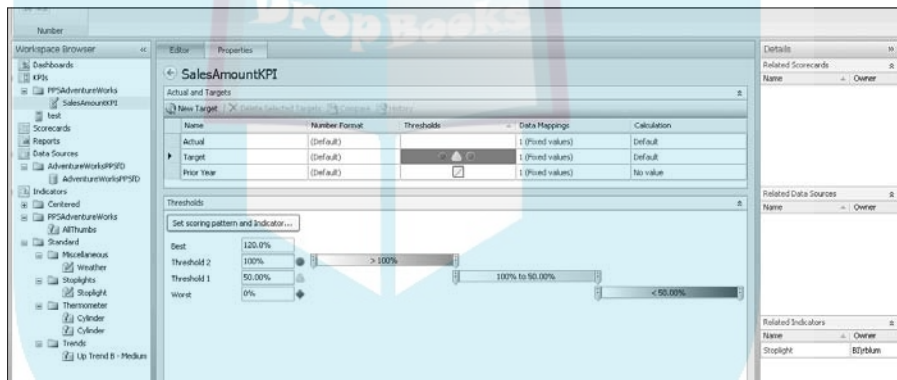 Number
Workspace Browser «
Dashboards
KPIs
PPSAdventureWorks
SalesAmountKPI
test
Scorecards
Reports
Data Sources
AdventureWorksPPSfD
AdventureWorksPPSfD
Indicators
Centered
PPSAdventureWorks
AllThumbs
Standard
Miscellaneous
Weather
Stoplights
Stoplight
Thermometer
Cylinder
Cylinder
Trends
Up Trend B - Medium
Editor Properties
SalesAmountKPI
Actual and Targets
New Target Delete Selected Targets Compare History
Name Number Format Thresholds Data Mappings Calculation
Actual (Default) 1 (Fixed values) Default
Target (Default) 1 (Fixed values) Default
Prior Year (Default) 1 (Fixed values) No value
Thresholds
Set scoring pattern and Indicator...
Best 120.0%
Threshold 2 100% > 100%
Threshold 1 50.00% 100% to 50.00%
Worst 0% < 50.00%
Details »
Related Scorecards
Name Owner
Related Data Sources
Name Owner
Related Indicators
Name Owner
Stoplight BI\rblum
DropBooks